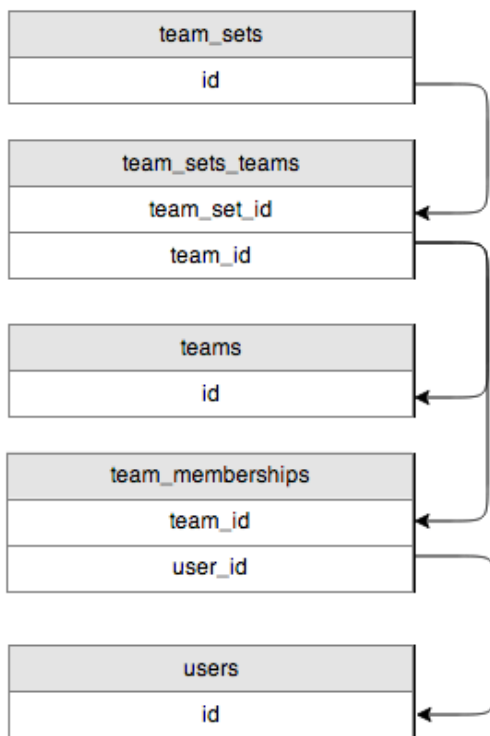 team_sets
id
team_sets_teams
team_set_id
team_id
teams
id
team_memberships
team_id
user_id
users
id